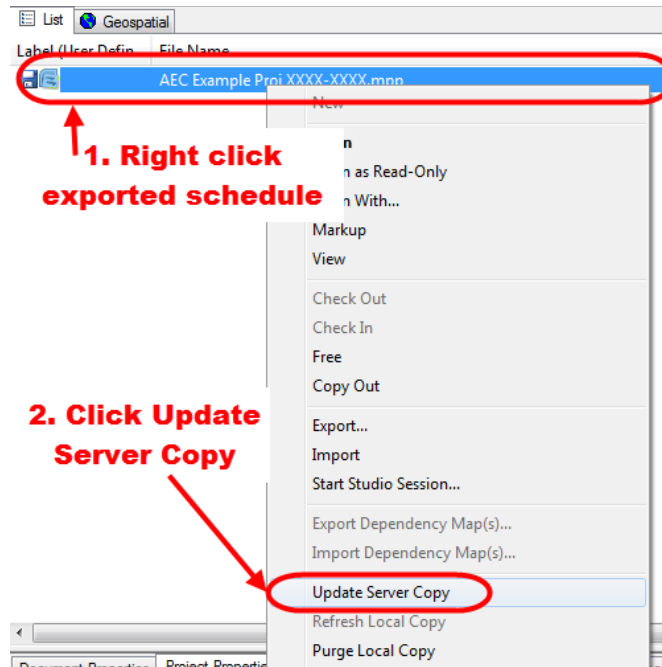 List Geospatial
Label (User Defin File Name
AEC Example Proj XXXX-XXXX.mpp
New
n
1. Right click
exported schedule
n as Read-Only
n With...
Markup
View
Check Out
Check In
Free
Copy Out
2. Click Update
Server Copy
Export...
Import
Start Studio Session...
Export Dependency Map(s)...
Import Dependency Map(s)...
Update Server Copy
Refresh Local Copy
Purge Local Copy
Document Properties Project Propertie